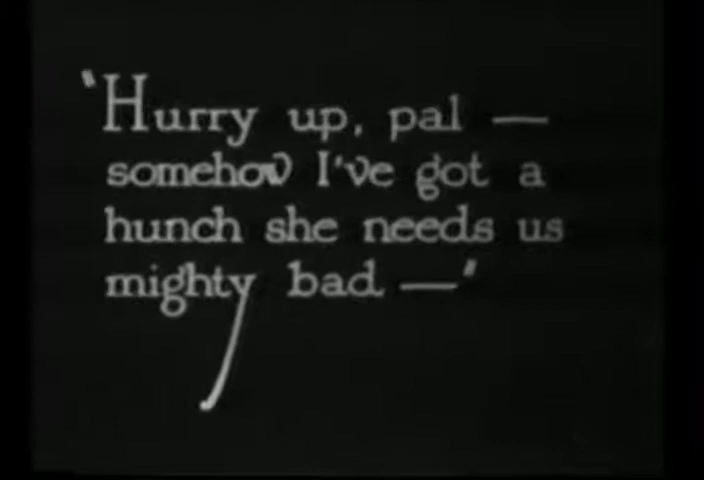 "Hurry up, pal —
somehow I've got a
hunch she needs us
mighty bad —"